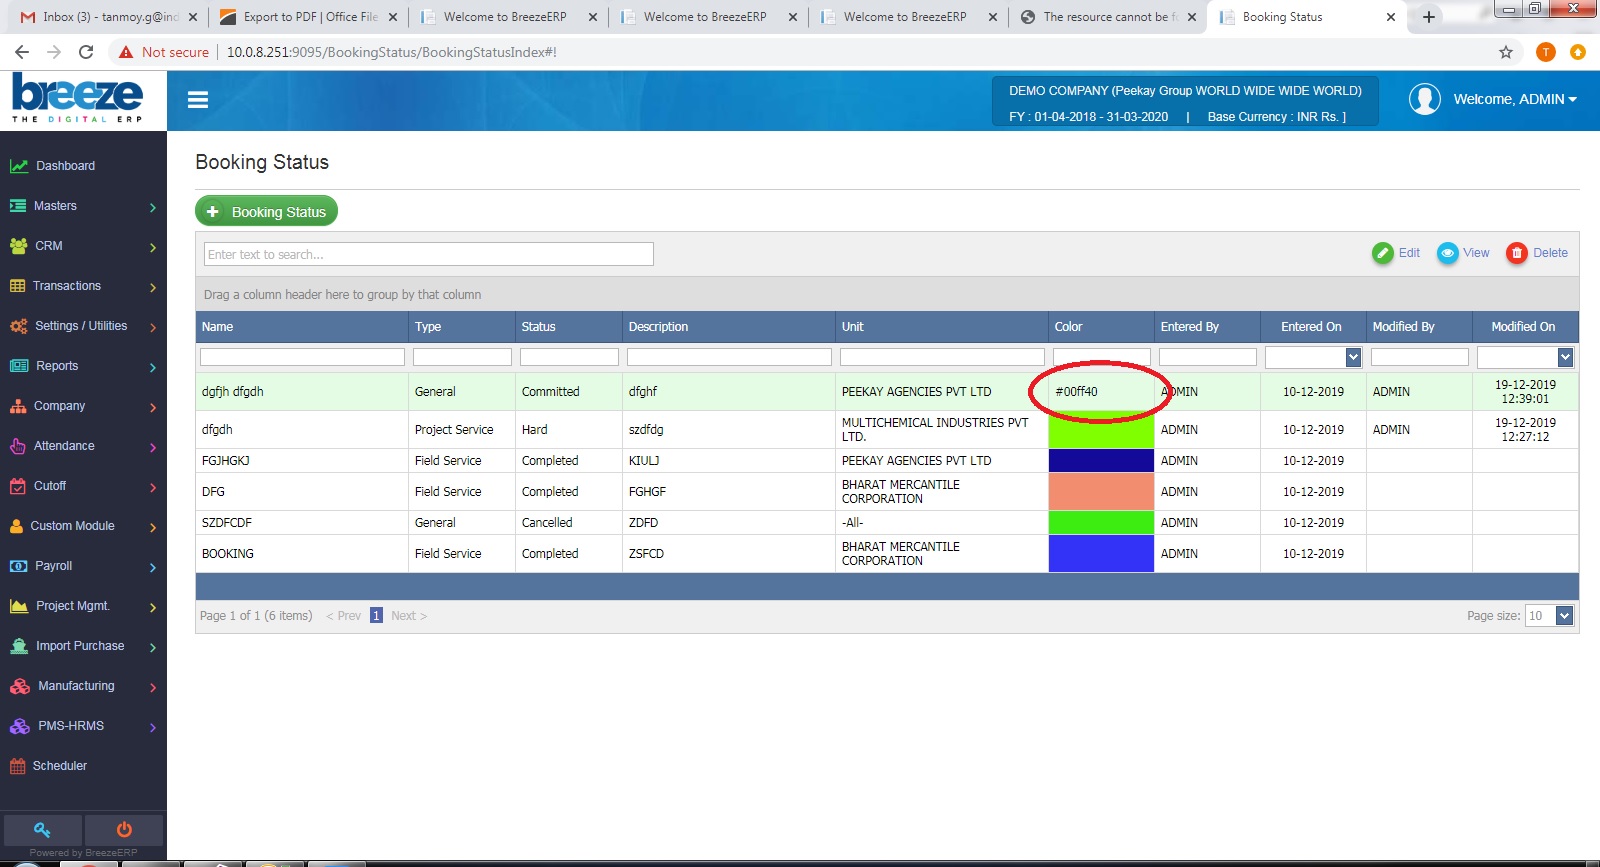 Inbox (3) - tanmoy.g@ind
Export to PDF | Office File
Welcome to BreezeERP
Welcome to BreezeERP
Welcome to BreezeERP
The resource cannot be f
Booking Status
Not secure | 10.0.8.251:9095/BookingStatus/BookingStatusIndex#!
T
breeze
THE DIGITAL ERP
DEMO COMPANY (Peekay Group WORLD WIDE WIDE WORLD)
FY : 01-04-2018 - 31-03-2020 | Base Currency : INR Rs. ]
Welcome, ADMIN
Dashboard
Masters
CRM
Transactions
Settings / Utilities
Reports
Company
Attendance
Cutoff
Custom Module
Payroll
Project Mgmt.
Import Purchase
Manufacturing
PMS-HRMS
Scheduler
Powered by BreezeERP
Booking Status
Booking Status
Enter text to search...
Edit View Delete
Drag a column header here to group by that column
Name Type Status Description Unit Color Entered By Entered On Modified By Modified On
dgfjh dfgdh General Committed dfghf PEEKAY AGENCIES PVT LTD #00ff40 ADMIN 10-12-2019 ADMIN 19-12-2019
12:39:01
dfgdh Project Service Hard szdfdg MULTICHEMICAL INDUSTRIES PVT
LTD. ADMIN 10-12-2019 ADMIN 19-12-2019
12:27:12
FGJHGKJ Field Service Completed KIULJ PEEKAY AGENCIES PVT LTD ADMIN 10-12-2019
DFG Field Service Completed FGHGF BHARAT MERCANTILE
CORPORATION ADMIN 10-12-2019
SZDFCDF General Cancelled ZDFD -All- ADMIN 10-12-2019
BOOKING Field Service Completed ZSFCD BHARAT MERCANTILE
CORPORATION ADMIN 10-12-2019
Page 1 of 1 (6 items) < Prev 1 Next >
Page size: 10